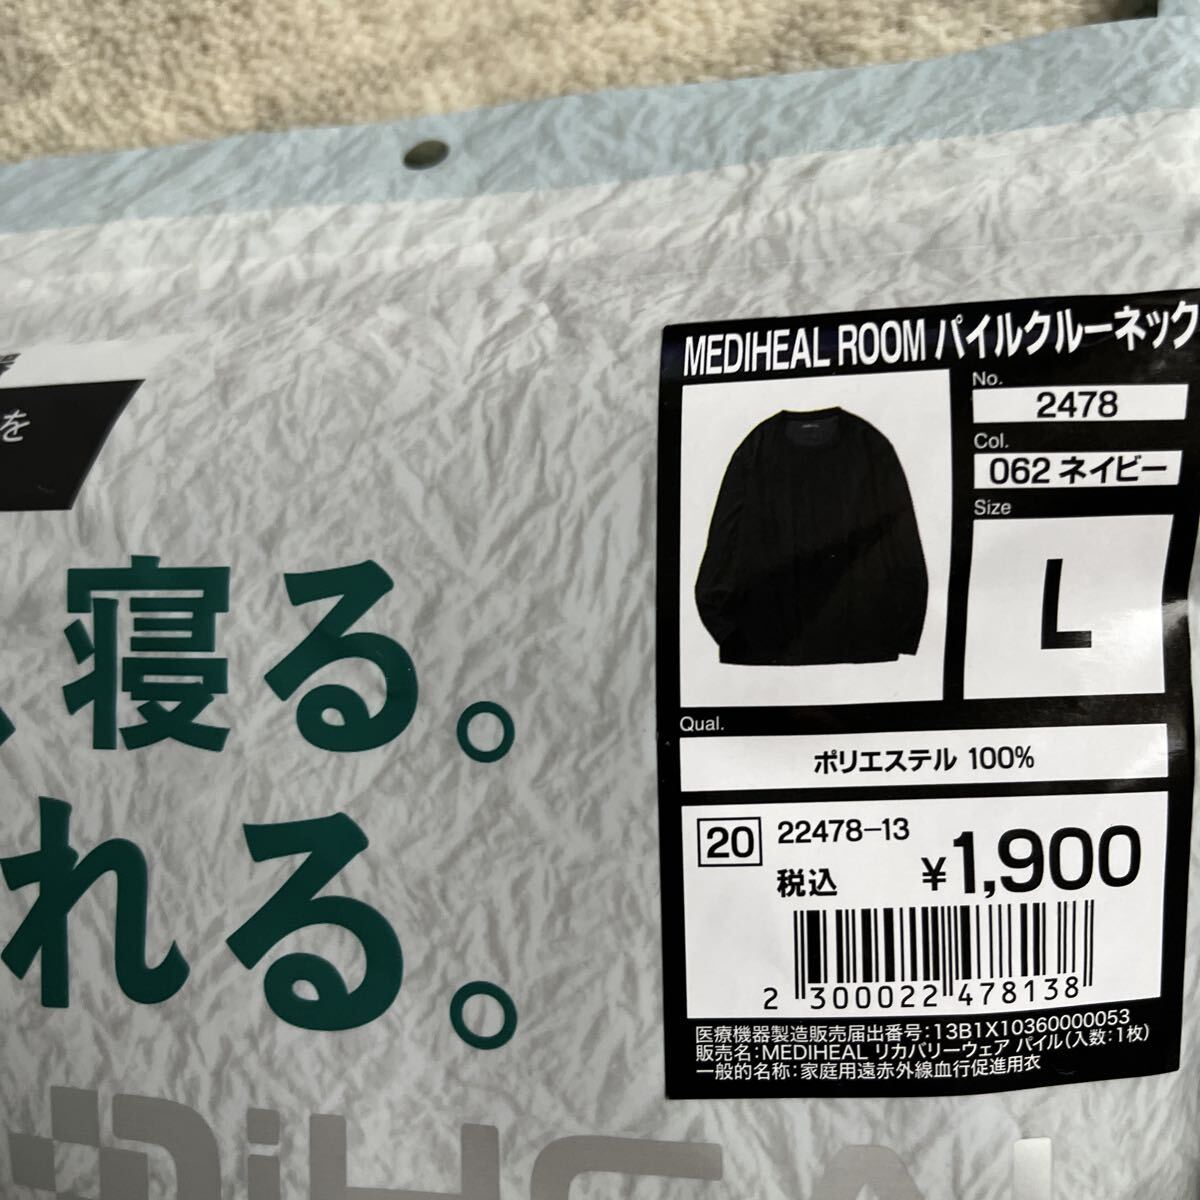 を
、寝る。
れる。
MEDIHEAL ROOM パイルクルーネック
No.
2478
Col.
062 ネイビー
Size
L
Qual.
ポリエステル 100%
20 22478-13
税込 ¥1,900
2 300022 478138
医療機器製造販売届出番号:13B1X10360000053
販売名:MEDIHEAL リカバリーウェア パイル(入数:1枚)
一般的名称:家庭用遠赤外線血行促進用衣